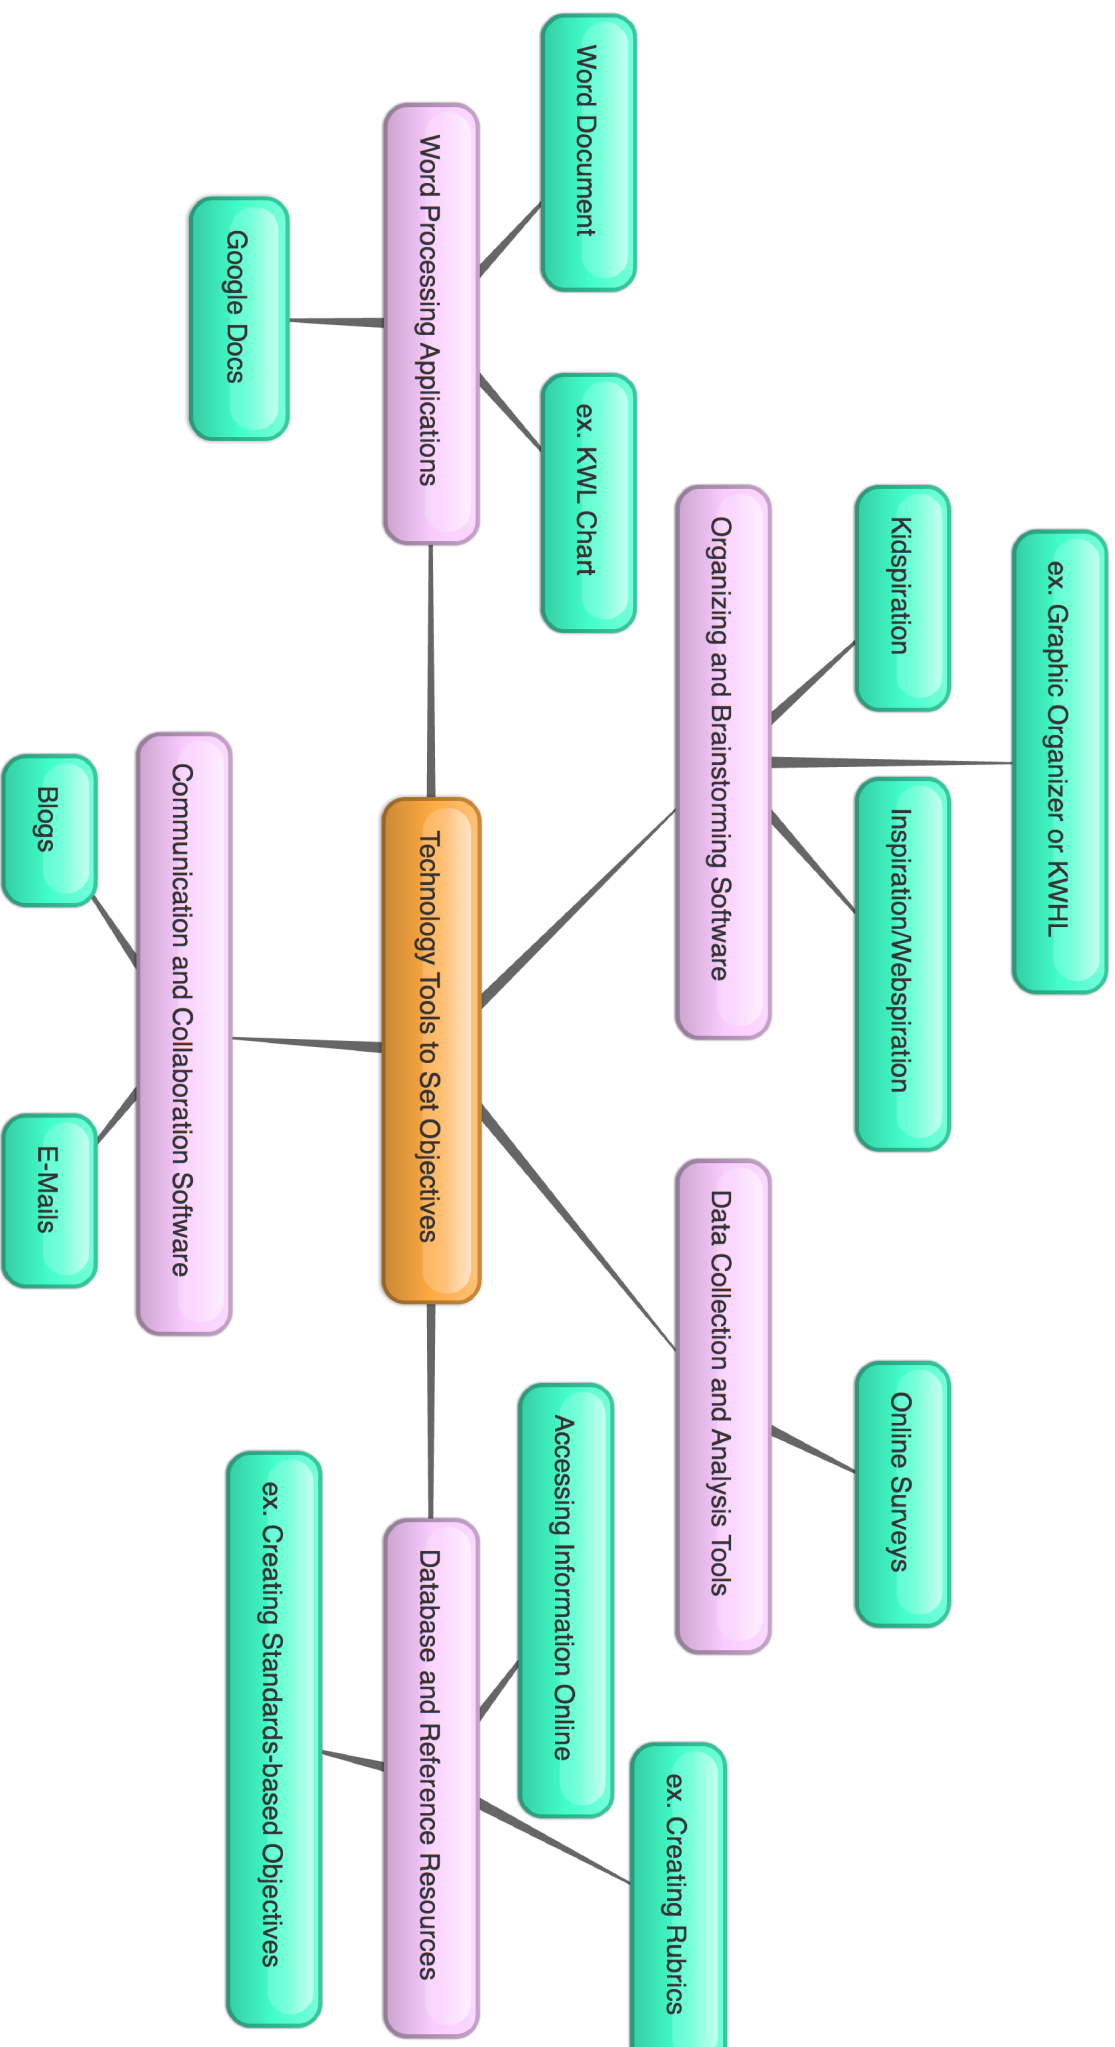 ex. Graphic Organizer or KWHL
Kidspiration
Inspiration/Webspiration
Online Surveys
Organizing and Brainstorming Software
Data Collection and Analysis Tools
ex. Creating Rubrics
Word Document
ex. KWL Chart
Accessing Information Online
Word Processing Applications
Technology Tools to Set Objectives
Database and Reference Resources
Google Docs
ex. Creating Standards-based Objectives
Communication and Collaboration Software
Blogs
E-Mails